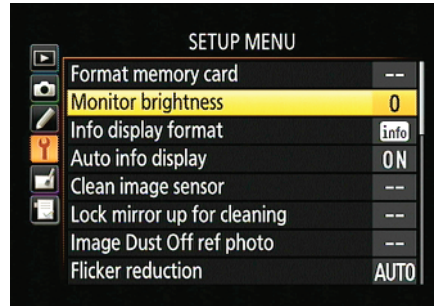 SETUP MENU
Format memory card --
Monitor brightness 0
Info display format info
Auto info display ON
Clean image sensor --
Lock mirror up for cleaning --
Image Dust Off ref photo --
Flicker reduction AUTO